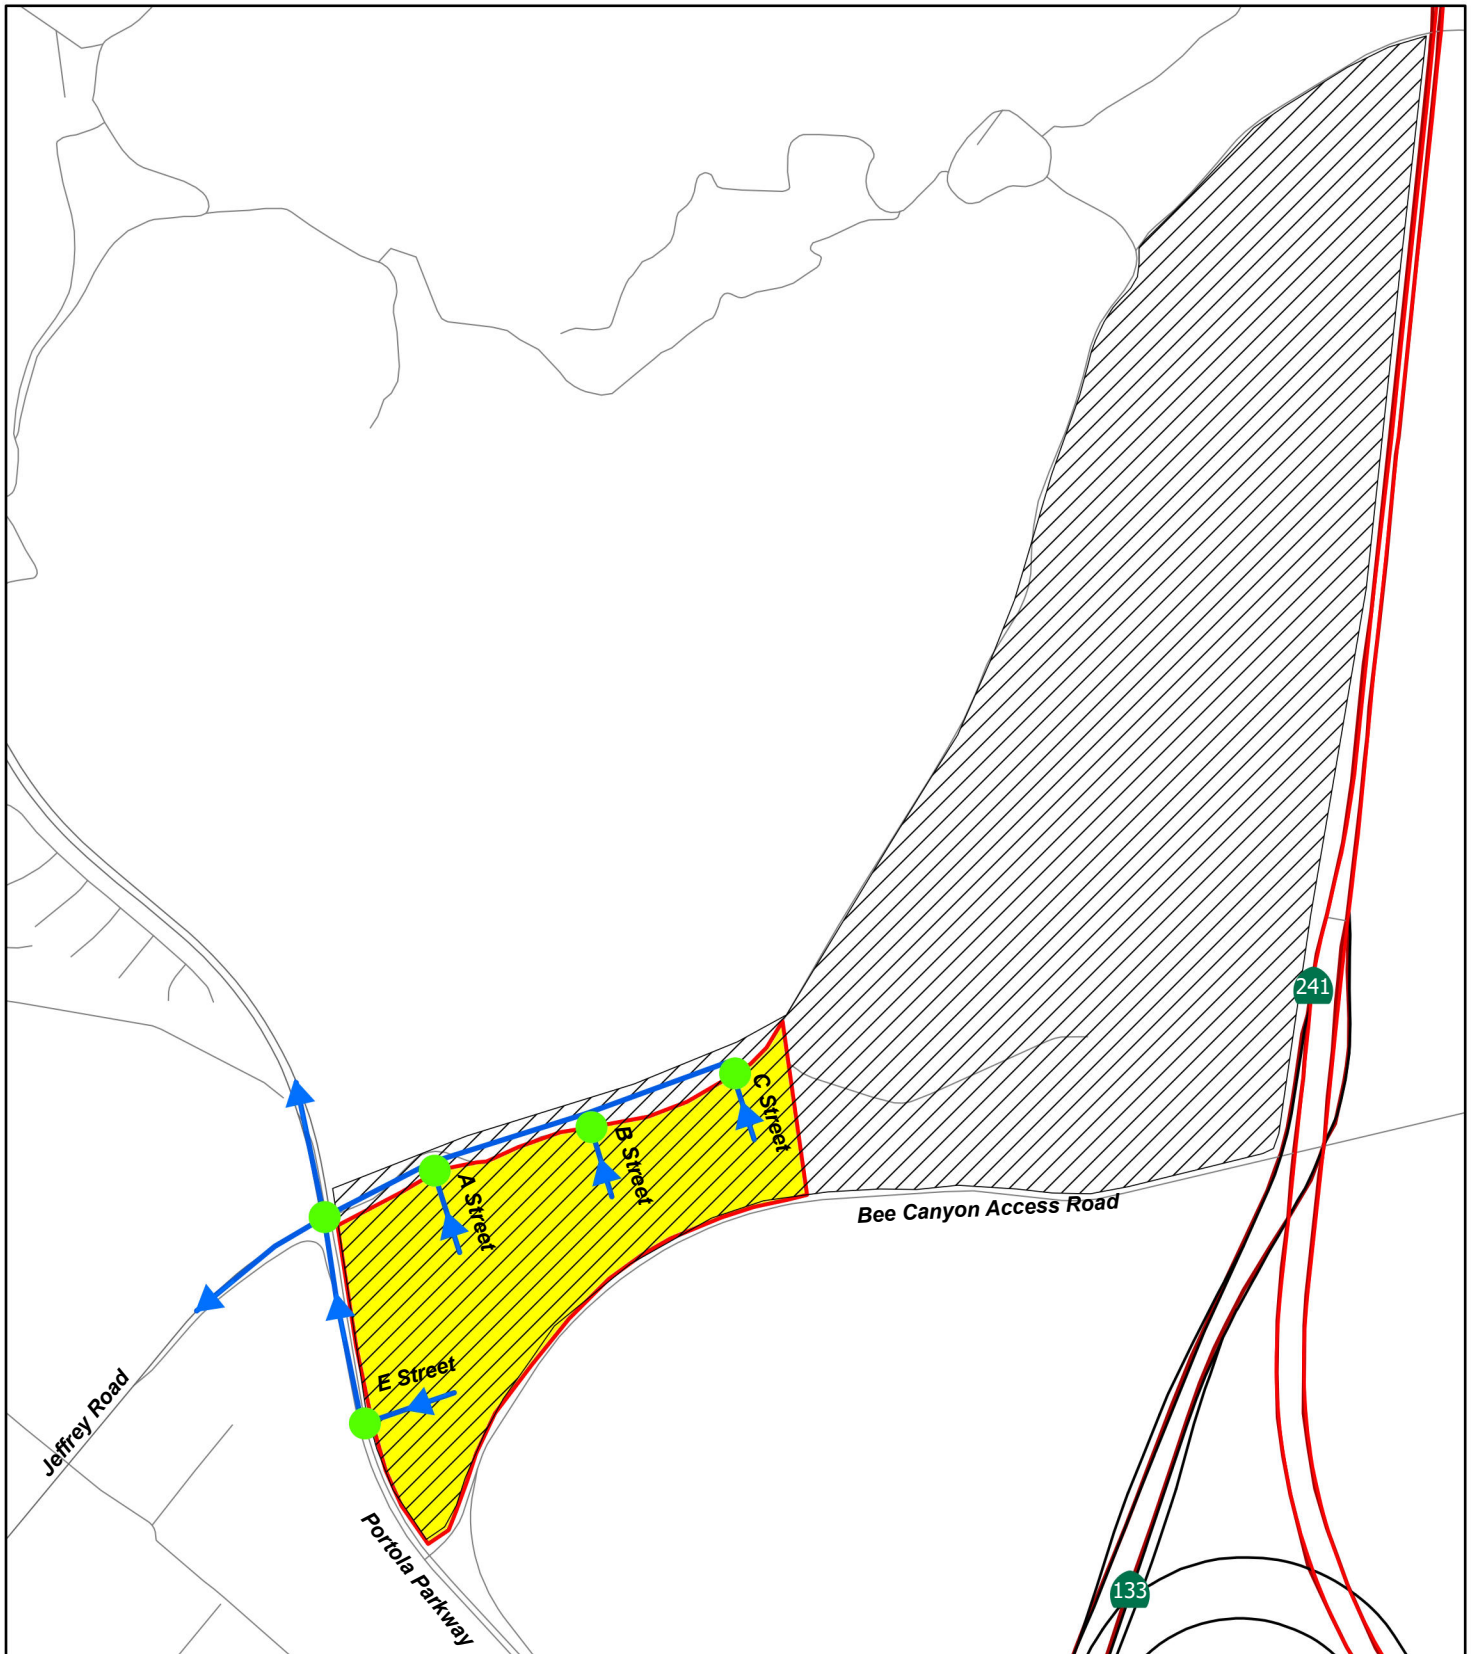 241
C Street
B Street
A Street
Bee Canyon Access Road
E Street
Jeffrey Road
Portola Parkway
133